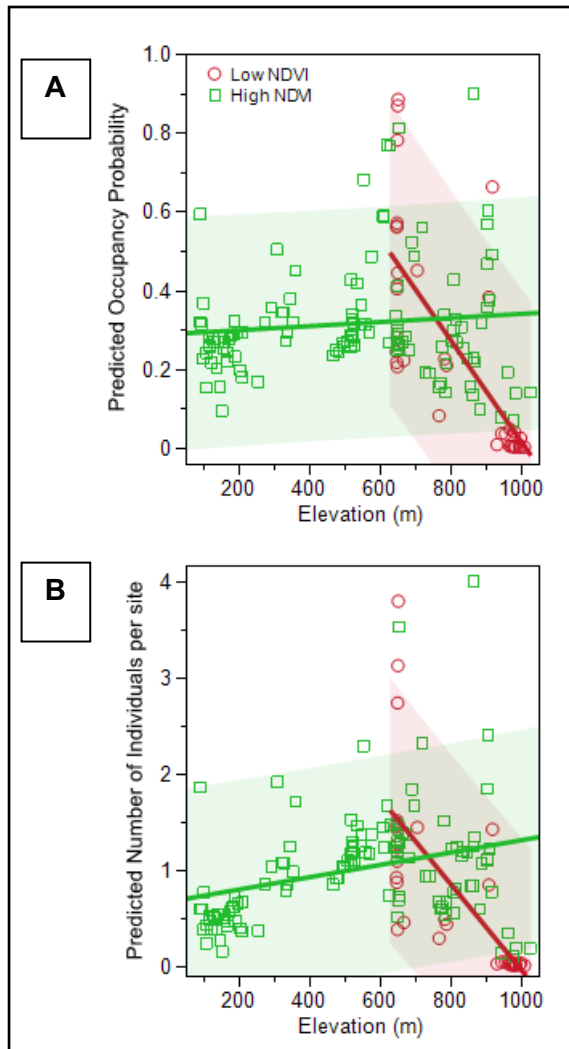 A
Low NDVI
High NDVI
1.0
0.8
0.6
0.4
0.2
0
Predicted Occupancy Probability
200 400 600 800 1000
Elevation (m)
B
4
3
2
1
0
Predicted Number of Individuals per site
200 400 600 800 1000
Elevation (m)